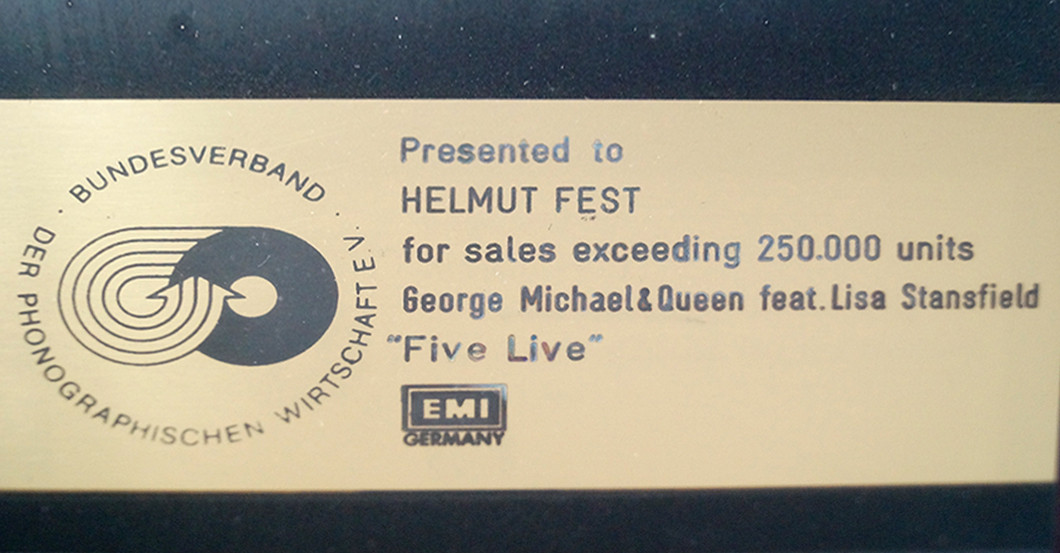 · BUNDESVERBAND ·
DER PHONOGRAPHISCHEN WIRTSCHAFT E.V.
Presented to
HELMUT FEST
for sales exceeding 250.000 units
George Michael&Queen feat.Lisa Stansfield
"Five Live"
EMI
GERMANY